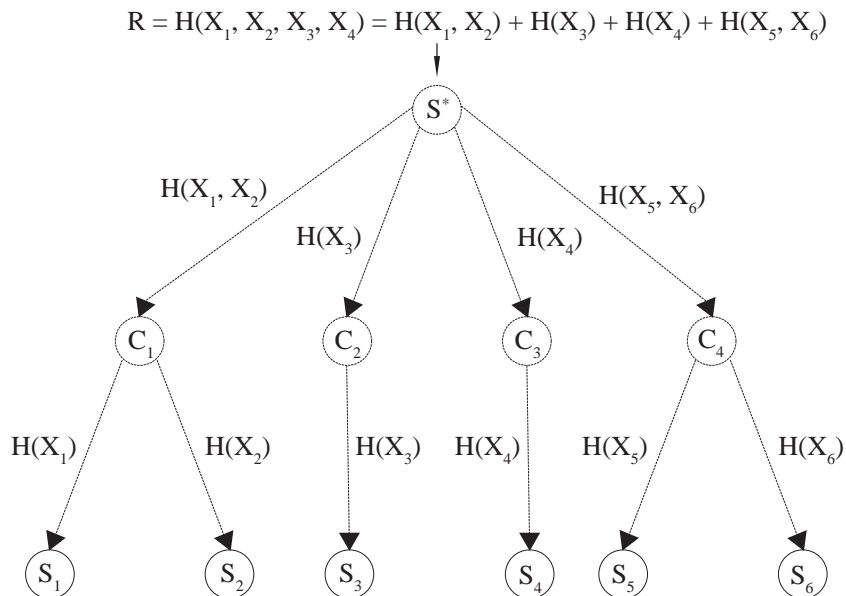 R = H(X₁, X₂, X₃, X₄) = H(X₁, X₂) + H(X₃) + H(X₄) + H(X₅, X₆)
S*
H(X₁, X₂)
H(X₃)
H(X₄)
H(X₅, X₆)
C₁
C₂
C₃
C₄
H(X₁)
H(X₂)
H(X₃)
H(X₄)
H(X₅)
H(X₆)
S₁
S₂
S₃
S₄
S₅
S₆